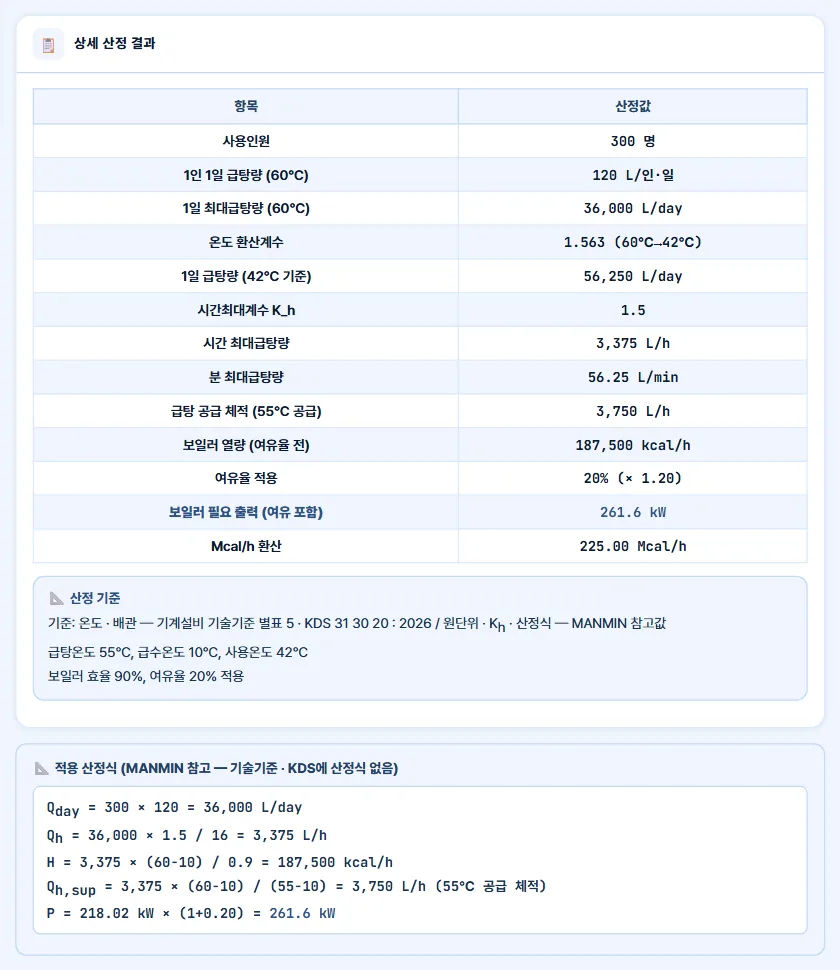 상세 산정 결과
항목 산정값
사용인원 300 명
1인 1일 급탕량 (60℃) 120 L/인·일
1일 최대급탕량 (60℃) 36,000 L/day
온도 환산계수 1.563 (60℃→42℃)
1일 급탕량 (42℃ 기준) 56,250 L/day
시간최대계수 K_h 1.5
시간 최대급탕량 3,375 L/h
분 최대급탕량 56.25 L/min
급탕 공급 체적 (55℃ 공급) 3,750 L/h
보일러 열량 (여유율 전) 187,500 kcal/h
여유율 적용 20% (× 1.20)
보일러 필요 출력 (여유 포함) 261.6 kW
Mcal/h 환산 225.00 Mcal/h
산정 기준
기준: 온도 · 배관 — 기계설비 기술기준 별표 5 · KDS 31 30 20 : 2026 / 원단위 · Kh · 산정식 — MANMIN 참고값
급탕온도 55℃, 급수온도 10℃, 사용온도 42℃
보일러 효율 90%, 여유율 20% 적용
적용 산정식 (MANMIN 참고 — 기술기준 · KDS에 산정식 없음)
Qday = 300 × 120 = 36,000 L/day
Qh = 36,000 × 1.5 / 16 = 3,375 L/h
H = 3,375 × (60-10) / 0.9 = 187,500 kcal/h
Qh,sup = 3,375 × (60-10) / (55-10) = 3,750 L/h (55℃ 공급 체적)
P = 218.02 kW × (1+0.20) = 261.6 kW